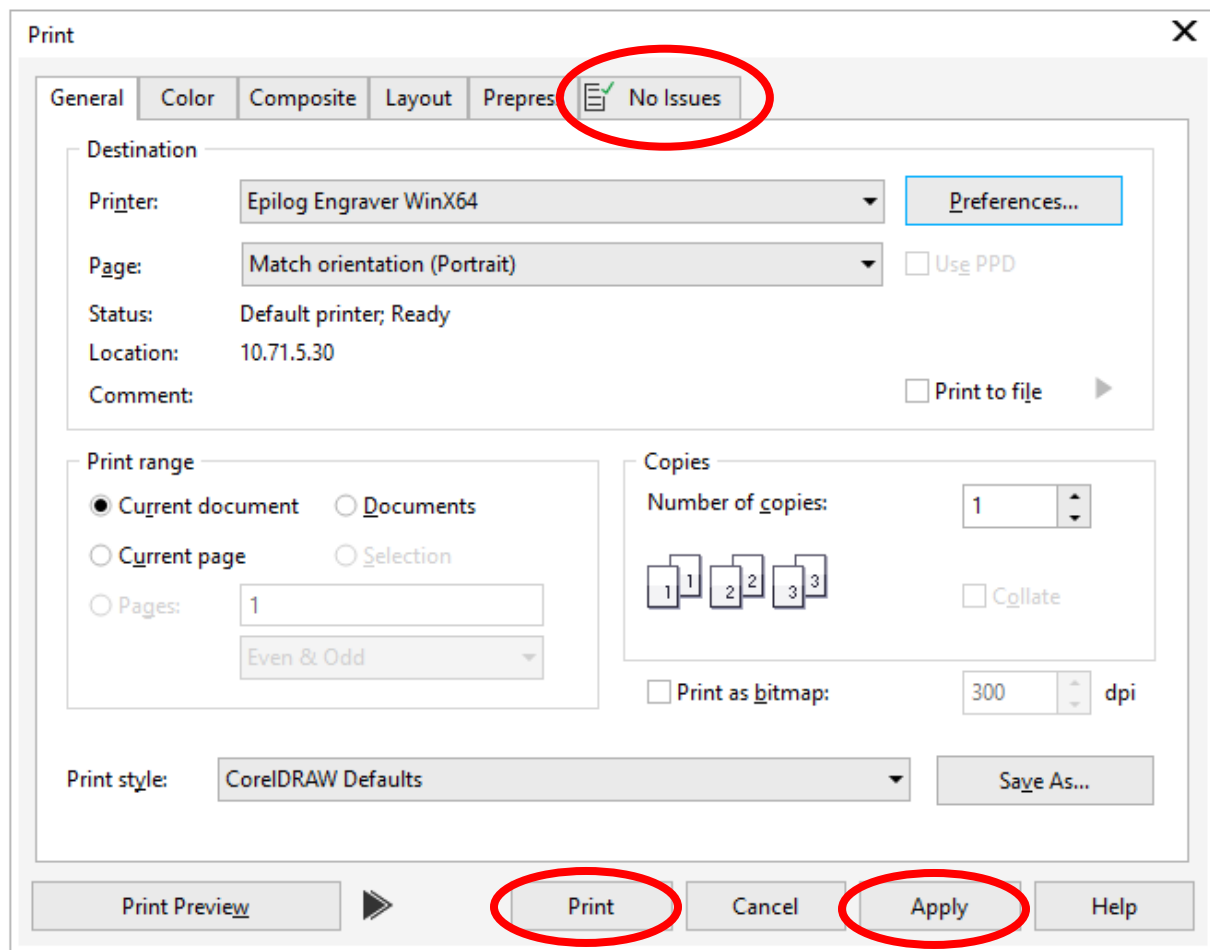 Print
General Color Composite Layout Prepres No Issues
Destination
Printer: Epilog Engraver WinX64 Preferences...
Page: Match orientation (Portrait) Use PPD
Status: Default printer; Ready
Location: 10.71.5.30
Comment: Print to file
Print range
Current document Documents
Current page Selection
Pages: 1
Even & Odd
Copies
Number of copies: 1
1 1 2 2 3 3
Collate
Print as bitmap: 300 dpi
Print style: CorelDRAW Defaults Save As...
Print Preview Print Cancel Apply Help